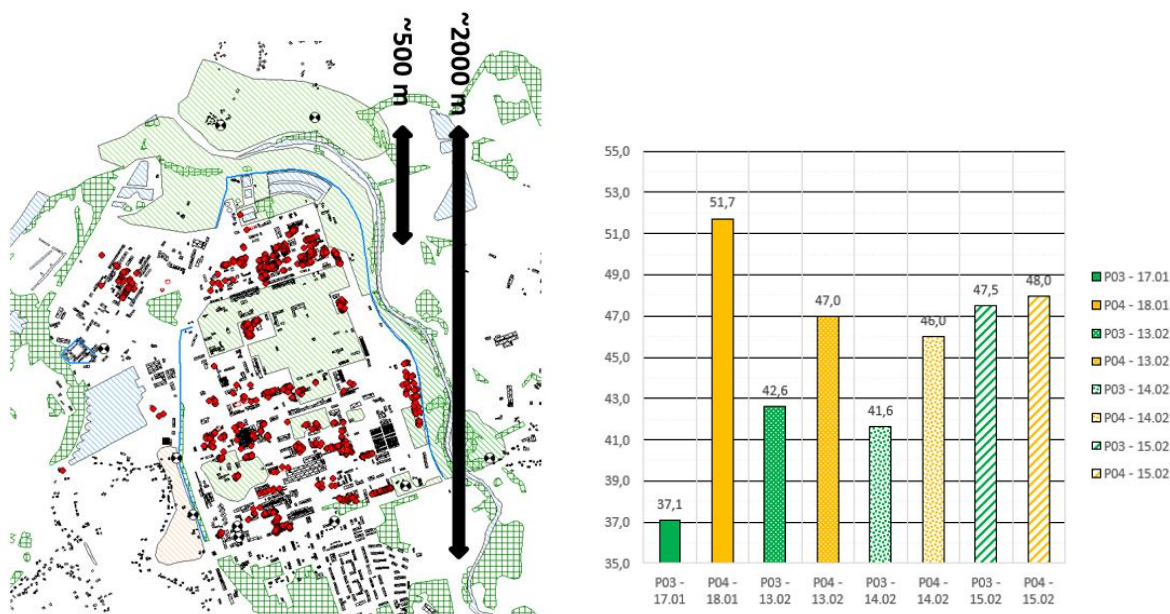 ~500 m
~2000 m
55,0
53,0
51,0
49,0
47,0
45,0
43,0
41,0
39,0
37,0
35,0
37,1
51,7
42,6
47,0
41,6
46,0
47,5
48,0
P03 -
17.01
P04 -
18.01
P03 -
13.02
P04 -
13.02
P03 -
14.02
P04 -
14.02
P03 -
15.02
P04 -
15.02
P03 - 17.01
P04 - 18.01
P03 - 13.02
P04 - 13.02
P03 - 14.02
P04 - 14.02
P03 - 15.02
P04 - 15.02